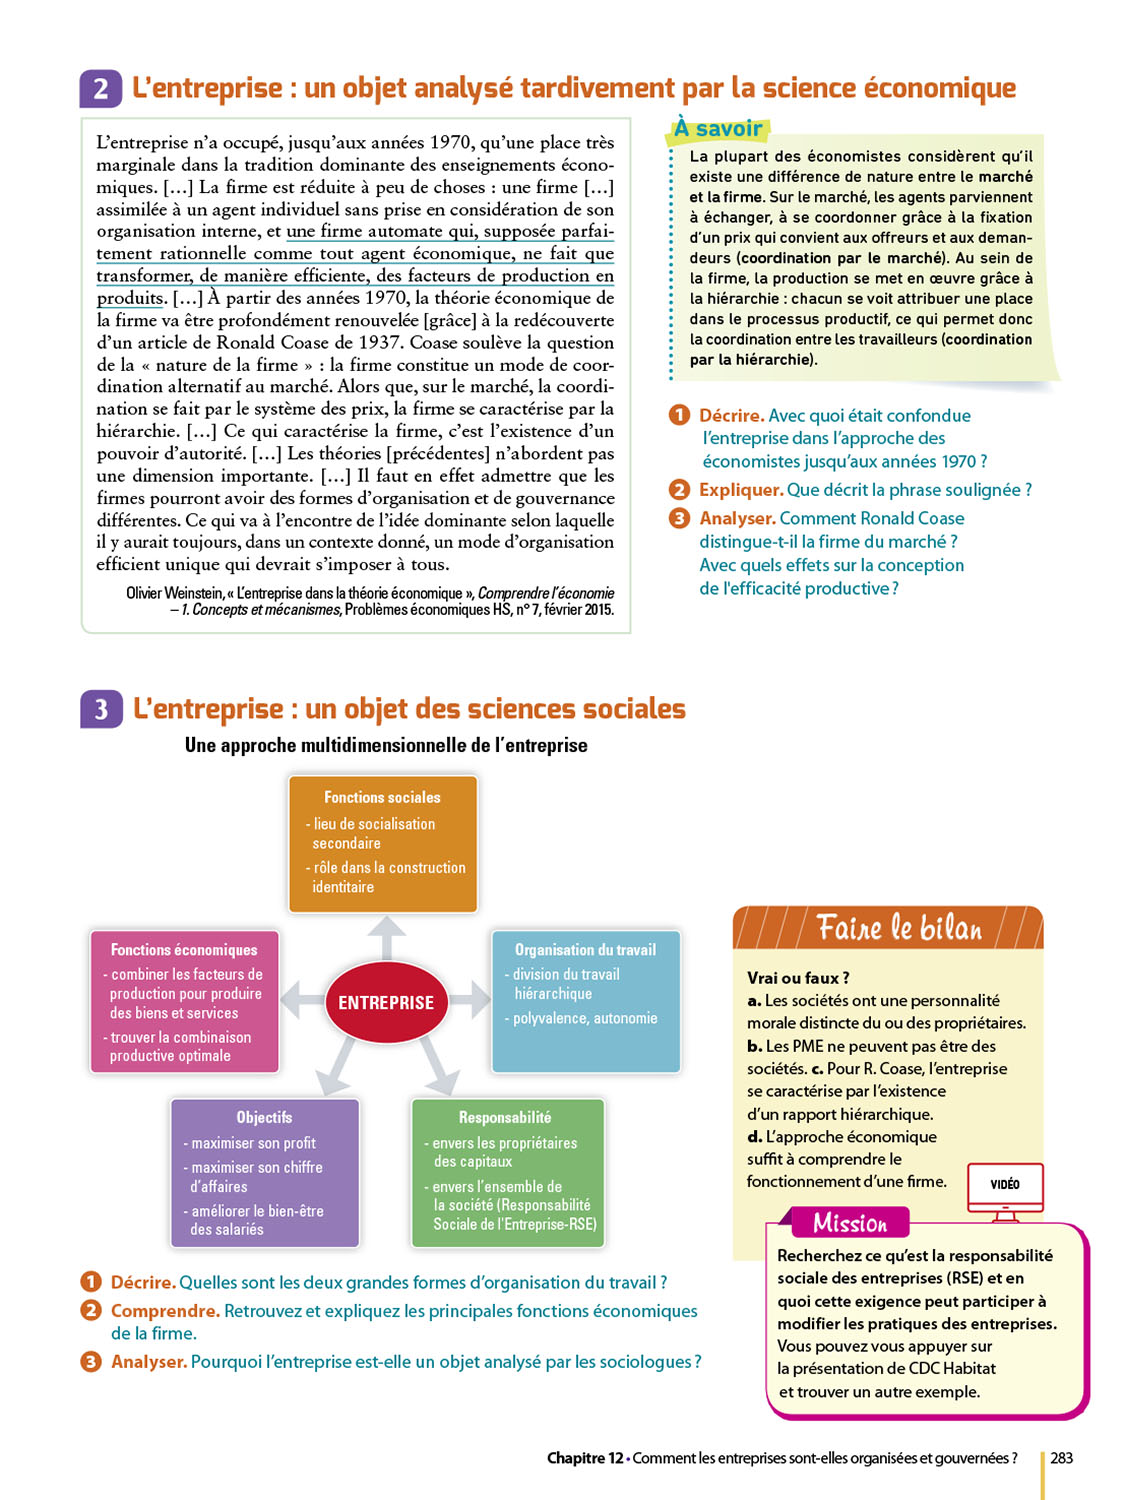 2 L'entreprise : un objet analysé tardivement par la science économique
L'entreprise n'a occupé, jusqu'aux années 1970, qu'une place très
marginale dans la tradition dominante des enseignements écono-
miques. […] La firme est réduite à peu de choses : une firme […]
assimilée à un agent individuel sans prise en considération de son
organisation interne, et une firme automate qui, supposée parfai-
tement rationnelle comme tout agent économique, ne fait que
transformer, de manière efficiente, des facteurs de production en
produits. […] À partir des années 1970, la théorie économique de
la firme va être profondément renouvelée [grâce] à la redécouverte
d'un article de Ronald Coase de 1937. Coase soulève la question
de la « nature de la firme » : la firme constitue un mode de coor-
dination alternatif au marché. Alors que, sur le marché, la coordi-
nation se fait par le système des prix, la firme se caractérise par la
hiérarchie. […] Ce qui caractérise la firme, c'est l'existence d'un
pouvoir d'autorité. […] Les théories [précédentes] n'abordent pas
une dimension importante. […] Il faut en effet admettre que les
firmes pourront avoir des formes d'organisation et de gouvernance
différentes. Ce qui va à l'encontre de l'idée dominante selon laquelle
il y aurait toujours, dans un contexte donné, un mode d'organisation
efficient unique qui devrait s'imposer à tous.
Olivier Weinstein, « L'entreprise dans la théorie économique », Comprendre l'économie
– 1. Concepts et mécanismes, Problèmes économiques HS, n° 7, février 2015.
À savoir
La plupart des économistes considèrent qu'il
existe une différence de nature entre le marché
et la firme. Sur le marché, les agents parviennent
à échanger, à se coordonner grâce à la fixation
d'un prix qui convient aux offreurs et aux deman-
deurs (coordination par le marché). Au sein de
la firme, la production se met en œuvre grâce à
la hiérarchie : chacun se voit attribuer une place
dans le processus productif, ce qui permet donc
la coordination entre les travailleurs (coordination
par la hiérarchie).
1 Décrire. Avec quoi était confondue
l'entreprise dans l'approche des
économistes jusqu'aux années 1970 ?
2 Expliquer. Que décrit la phrase soulignée ?
3 Analyser. Comment Ronald Coase
distingue-t-il la firme du marché ?
Avec quels effets sur la conception
de l'efficacité productive ?
3 L'entreprise : un objet des sciences sociales
Une approche multidimensionnelle de l'entreprise
Fonctions sociales
- lieu de socialisation
secondaire
- rôle dans la construction
identitaire
Fonctions économiques
- combiner les facteurs de
production pour produire
des biens et services
- trouver la combinaison
productive optimale
ENTREPRISE
Organisation du travail
- division du travail
hiérarchique
- polyvalence, autonomie
Objectifs
- maximiser son profit
- maximiser son chiffre
d'affaires
- améliorer le bien-être
des salariés
Responsabilité
- envers les propriétaires
des capitaux
- envers l'ensemble de
la société (Responsabilité
Sociale de l'Entreprise-RSE)
1 Décrire. Quelles sont les deux grandes formes d'organisation du travail ?
2 Comprendre. Retrouvez et expliquez les principales fonctions économiques
de la firme.
3 Analyser. Pourquoi l'entreprise est-elle un objet analysé par les sociologues ?
Faire le bilan
Vrai ou faux ?
a. Les sociétés ont une personnalité
morale distincte du ou des propriétaires.
b. Les PME ne peuvent pas être des
sociétés. c. Pour R. Coase, l'entreprise
se caractérise par l'existence
d'un rapport hiérarchique.
d. L'approche économique
suffit à comprendre le
fonctionnement d'une firme.
VIDÉO
Mission
Recherchez ce qu'est la responsabilité
sociale des entreprises (RSE) et en
quoi cette exigence peut participer à
modifier les pratiques des entreprises.
Vous pouvez vous appuyer sur
la présentation de CDC Habitat
et trouver un autre exemple.
Chapitre 12 • Comment les entreprises sont-elles organisées et gouvernées ? 283